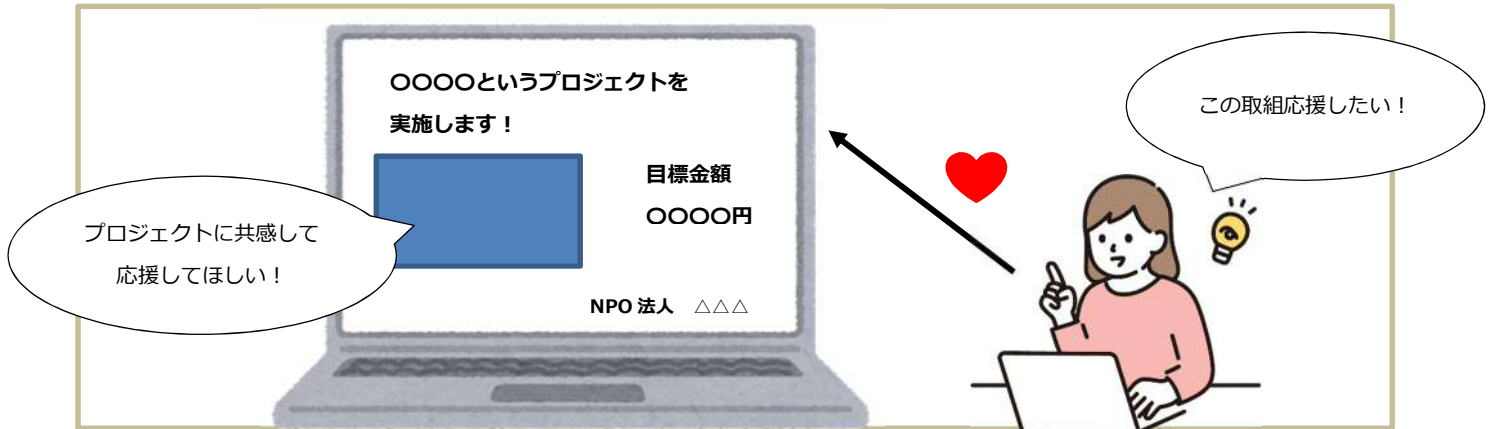 〇〇〇〇というプロジェクトを
実施します！
目標金額
〇〇〇〇円
NPO 法人　△△△
プロジェクトに共感して
応援してほしい！
この取組応援したい！